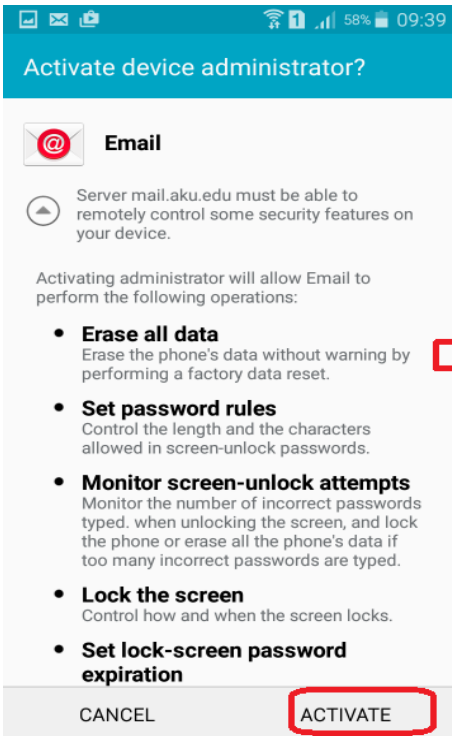 1 58% 09:39
Activate device administrator?
@ Email
Server mail.aku.edu must be able to
remotely control some security features on
your device.
Activating administrator will allow Email to
perform the following operations:
• Erase all data
Erase the phone's data without warning by
performing a factory data reset.
• Set password rules
Control the length and the characters
allowed in screen-unlock passwords.
• Monitor screen-unlock attempts
Monitor the number of incorrect passwords
typed. when unlocking the screen, and lock
the phone or erase all the phone's data if
too many incorrect passwords are typed.
• Lock the screen
Control how and when the screen locks.
• Set lock-screen password
expiration
CANCEL ACTIVATE